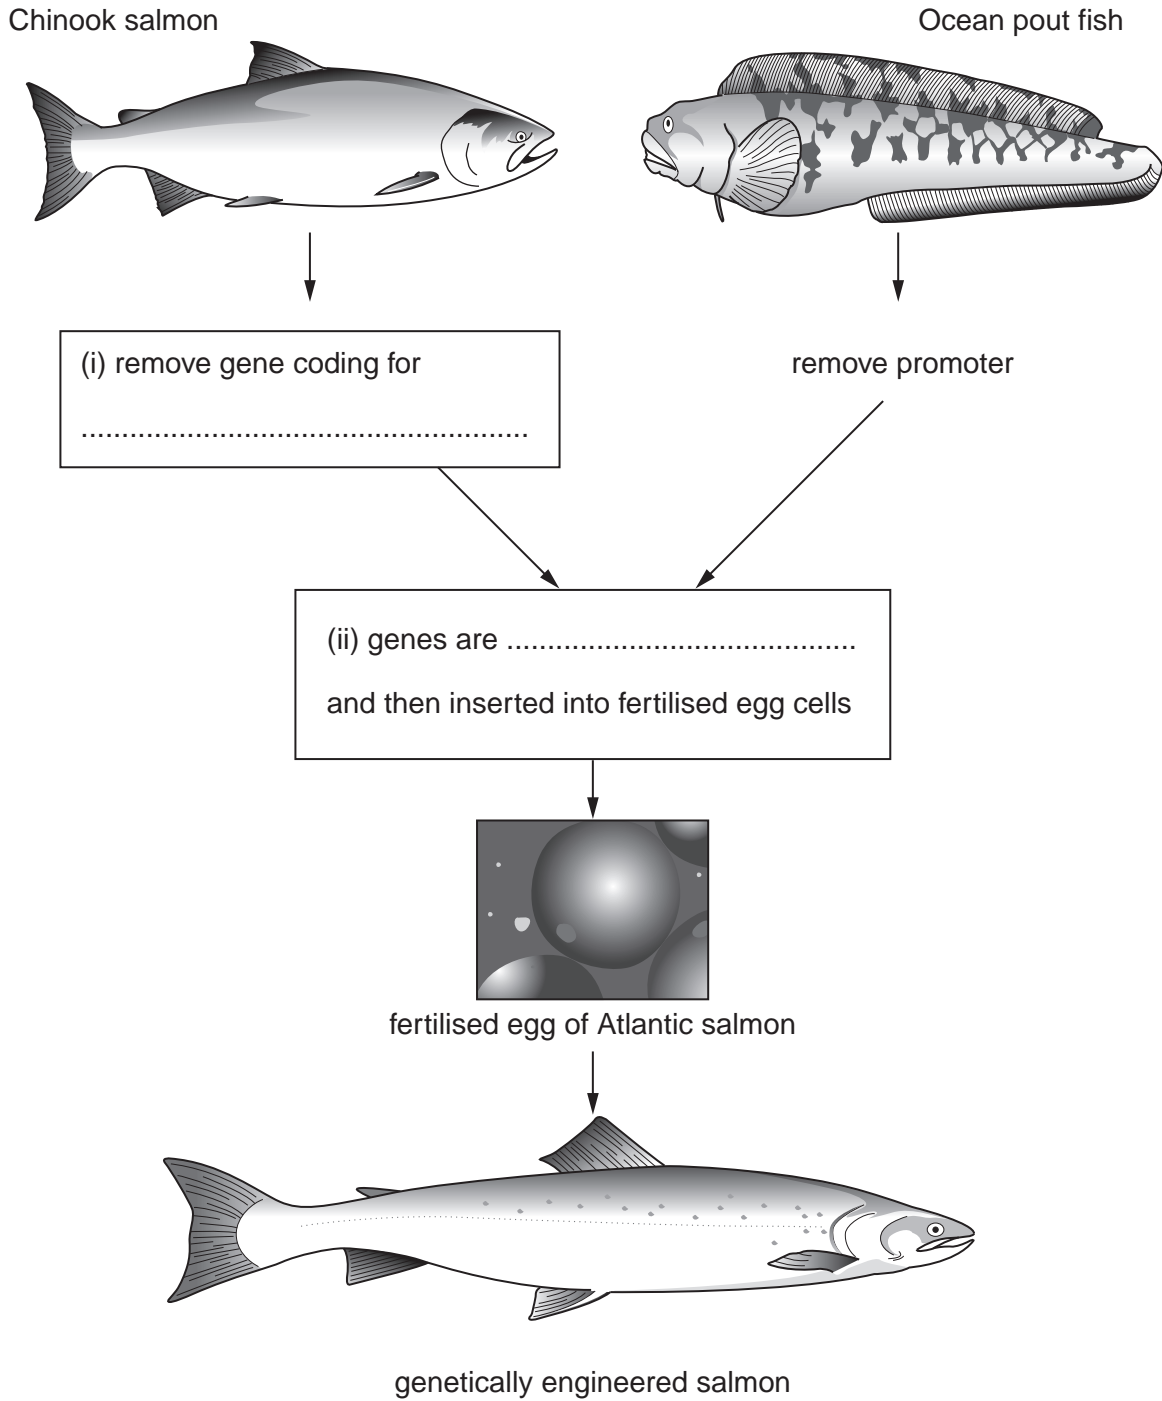 Chinook salmon
Ocean pout fish
(i) remove gene coding for
......................................................
remove promoter
(ii) genes are ..........................................
and then inserted into fertilised egg cells
fertilised egg of Atlantic salmon
genetically engineered salmon